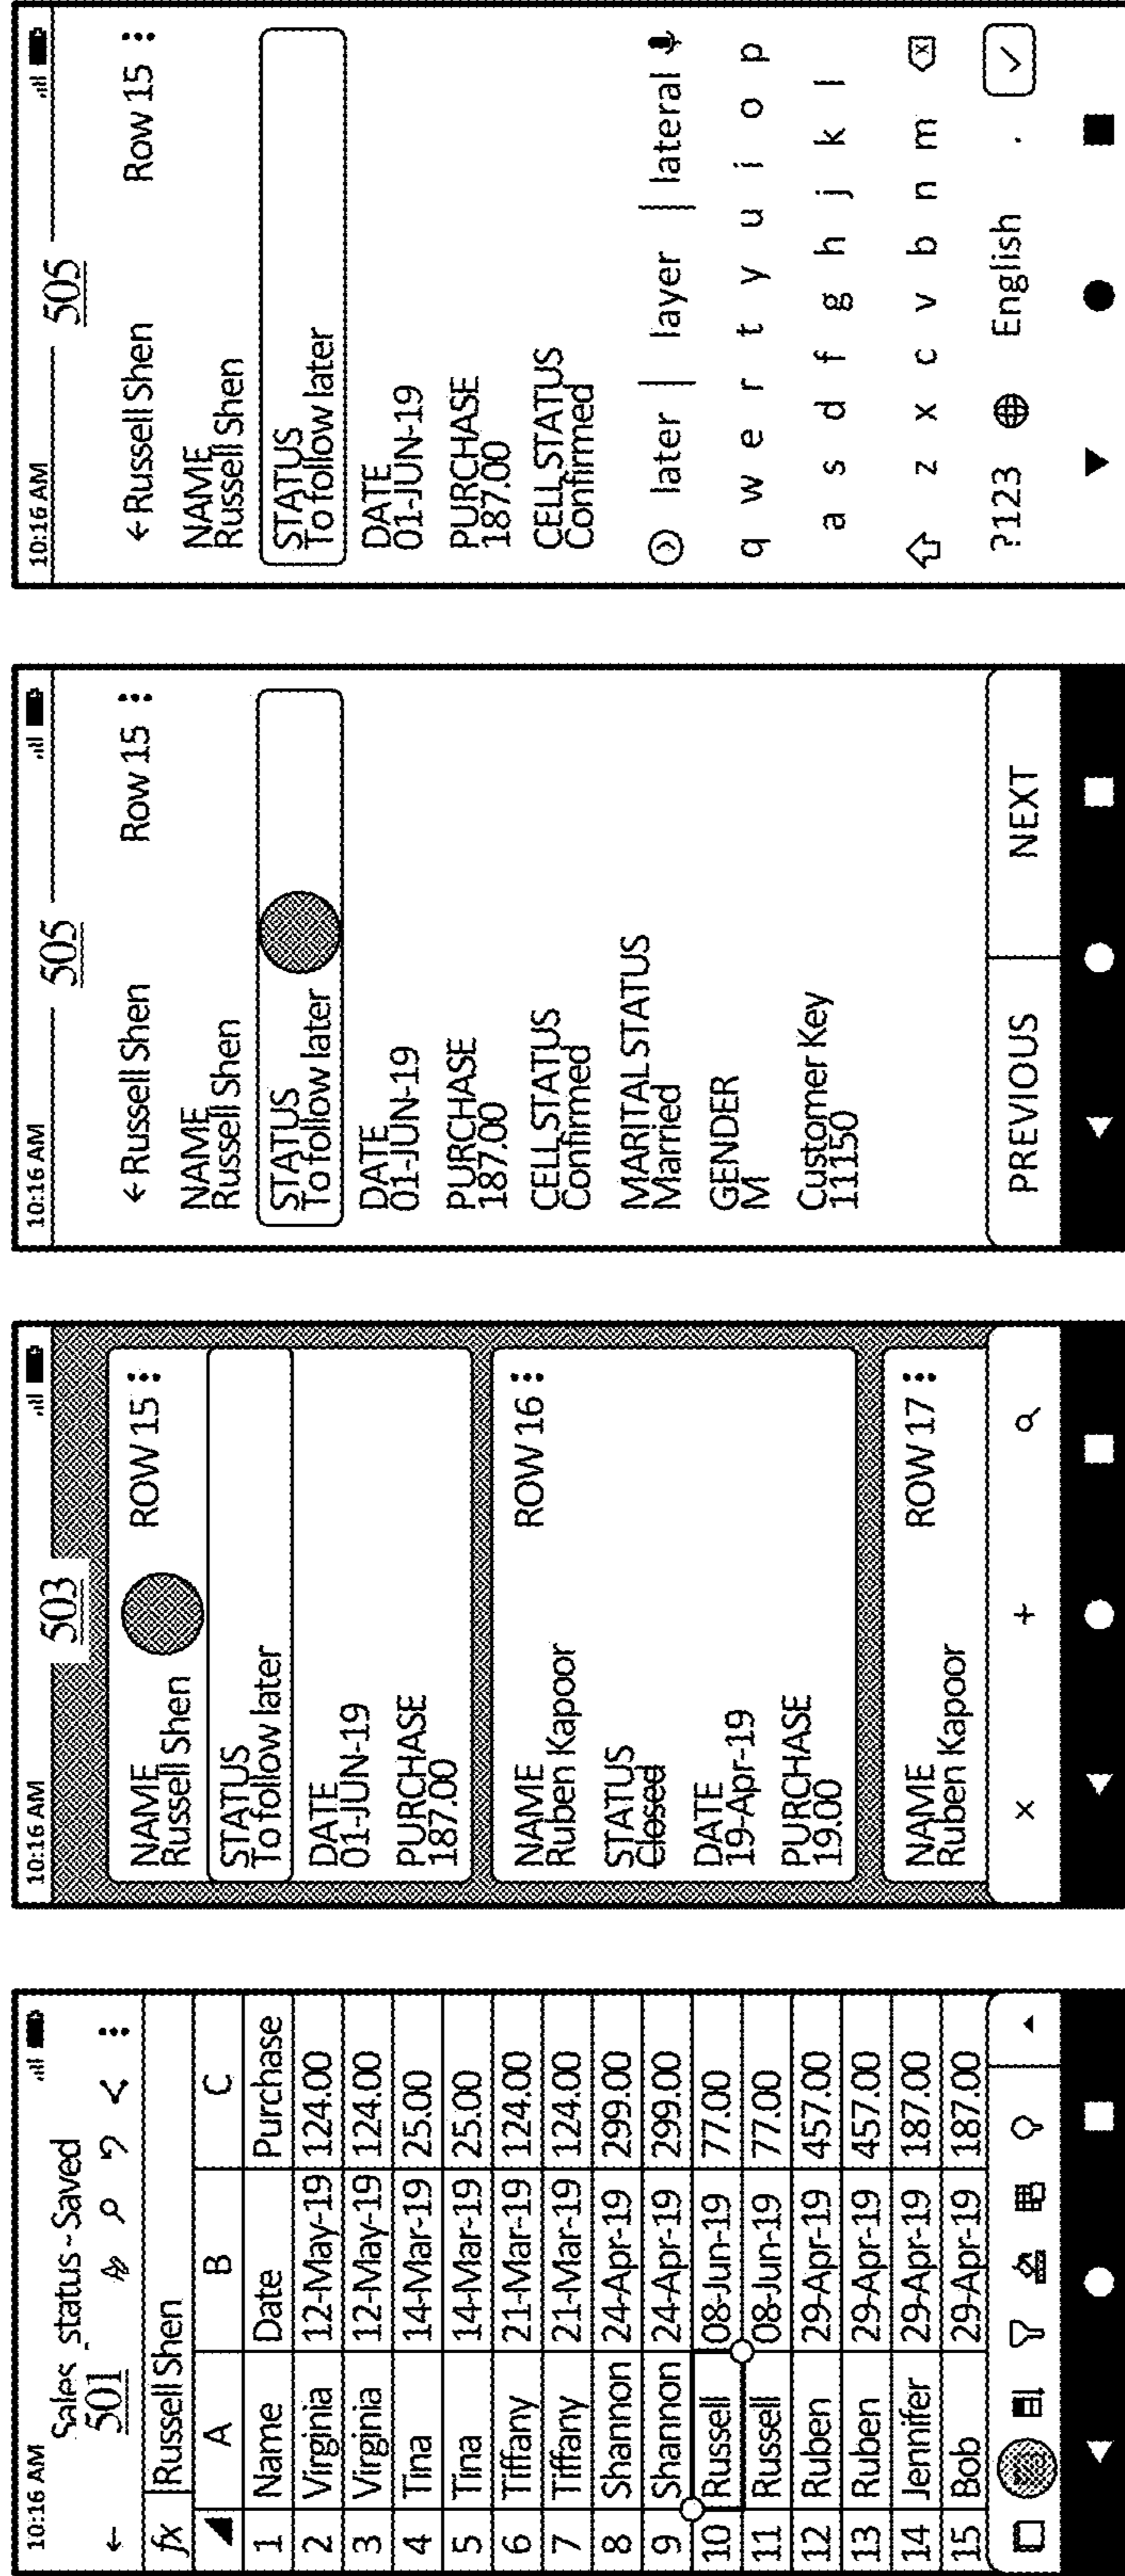 10:16 AM
Sales_status~Saved
501
fx Russell Shen
A B C
1 Name Date Purchase
2 Virginia 12-May-19 124.00
3 Virginia 12-May-19 124.00
4 Tina 14-Mar-19 25.00
5 Tina 14-Mar-19 25.00
6 Tiffany 21-Mar-19 124.00
7 Tiffany 21-Mar-19 124.00
8 Shannon 24-Apr-19 299.00
9 Shannon 24-Apr-19 299.00
10 Russell 08-Jun-19 77.00
11 Russell 08-Jun-19 77.00
12 Ruben 29-Apr-19 457.00
13 Ruben 29-Apr-19 457.00
14 Jennifer 29-Apr-19 187.00
15 Bob 29-Apr-19 187.00
10:16 AM
503
NAME ROW 15
Russell Shen
STATUS
To follow later
DATE
01-JUN-19
PURCHASE
187.00
NAME ROW 16
Ruben Kapoor
STATUS
Closed
DATE
19-Apr-19
PURCHASE
19.00
NAME ROW 17
Ruben Kapoor
10:16 AM
505
←Russell Shen Row 15
NAME
Russell Shen
STATUS
To follow later
DATE
01-JUN-19
PURCHASE
187.00
CELL STATUS
Confirmed
MARITAL STATUS
Married
GENDER
M
Customer Key
11150
PREVIOUS NEXT
10:16 AM
505
←Russell Shen Row 15
NAME
Russell Shen
STATUS
To follow later
DATE
01-JUN-19
PURCHASE
187.00
CELL STATUS
Confirmed
later | layer | lateral
q w e r t y u i o p
a s d f g h j k l
z x c v b n m
?123 English .